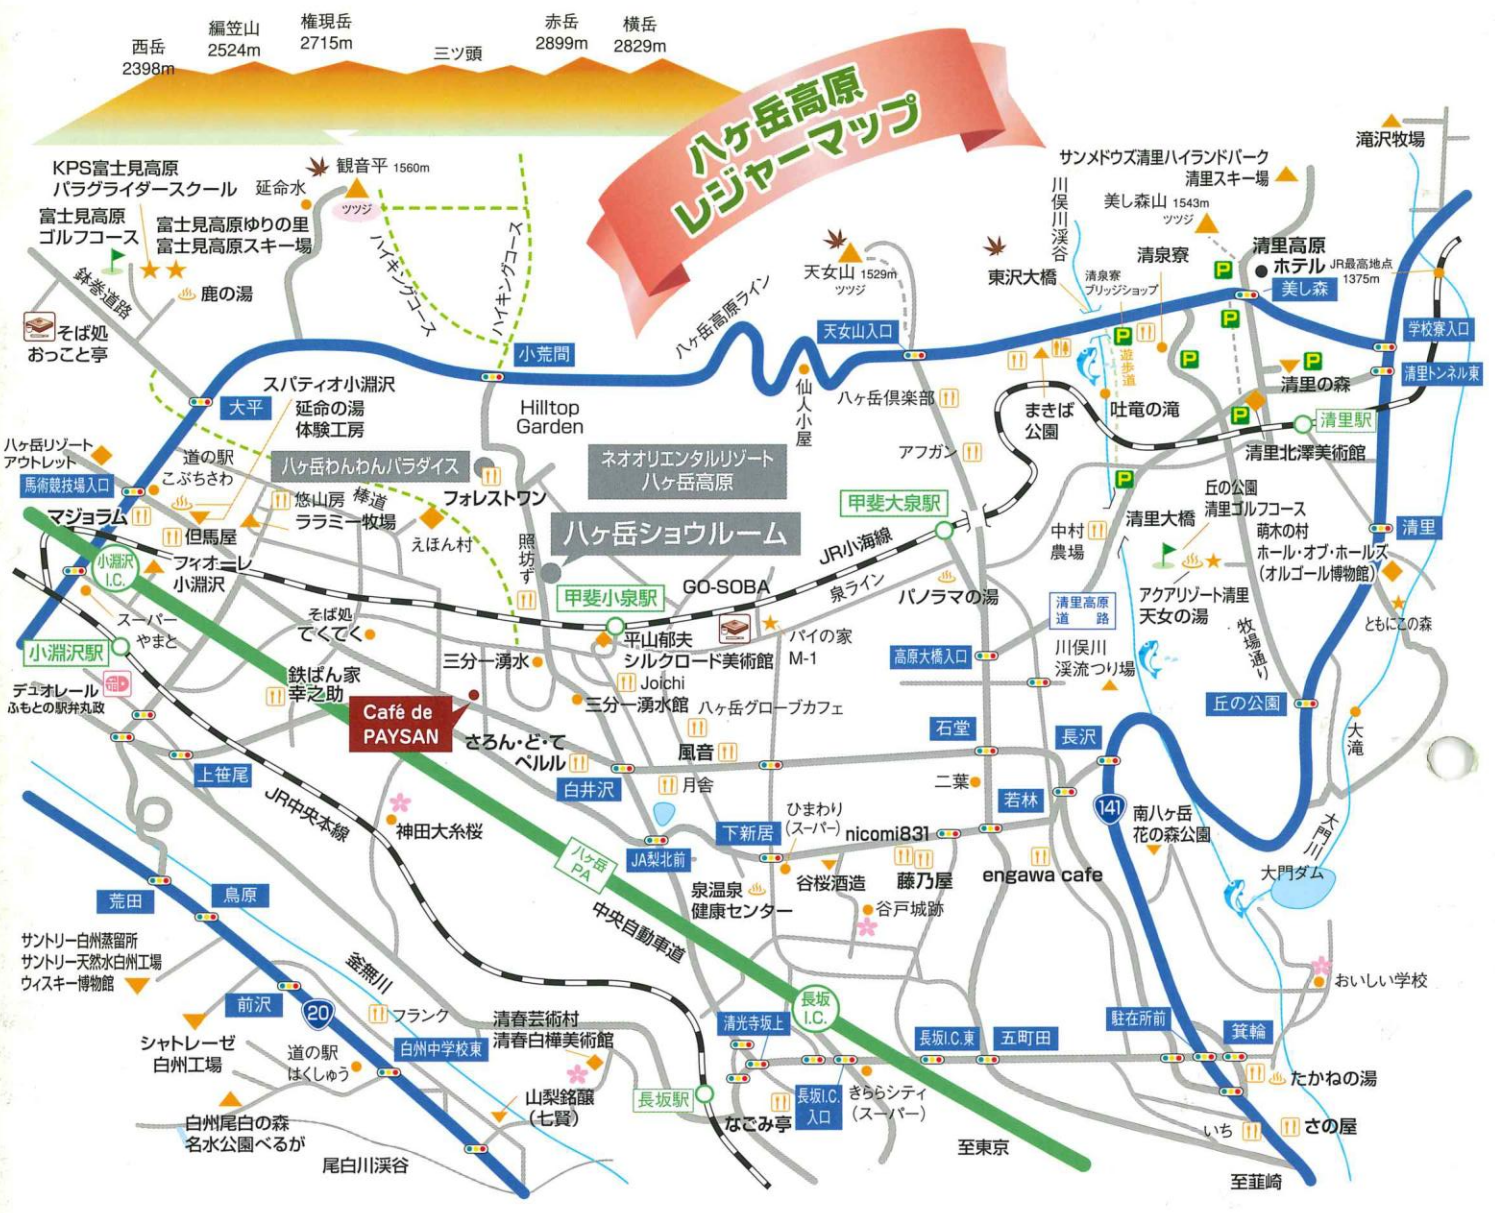 西岳
2398m
編笠山
2524m
権現岳
2715m
三ツ頭
赤岳
2899m
横岳
2829m
八ヶ岳高原
レジャーマップ
KPS富士見高原
パラグライダースクール
富士見高原
ゴルフコース
富士見高原ゆりの里
富士見高原スキー場
延命水
観音平 1560m
ツツジ
ハイキングコース
ハイキングコース
鉢巻道路
鹿の湯
そば処
おっこと亭
八ヶ岳高原ライン
天女山 1529m
ツツジ
天女山入口
東沢大橋
川俣川渓谷
サンメドウズ清里ハイランドパーク
清里スキー場
美し森山 1543m
ツツジ
清泉寮
清泉寮
ブリッジショップ
清里高原
ホテル
美し森
JR最高地点
1375m
滝沢牧場
学校寮入口
清里トンネル東
小荒間
大平
スパティオ小淵沢
延命の湯
体験工房
Hilltop
Garden
仙人小屋
八ヶ岳倶楽部
まきば
公園
遊歩道
吐竜の滝
清里の森
清里駅
清里北澤美術館
八ヶ岳リゾート
アウトレット
馬術競技場入口
道の駅
こぶちさわ
八ヶ岳わんわんパラダイス
ネオオリエンタルリゾート
八ヶ岳高原
アフガン
フォレストワン
悠山房
棒道
ララミー牧場
えほん村
マジョラム
但馬屋
小淵沢
I.C.
フィオーレ
小淵沢
照坊ず
八ヶ岳ショウルーム
甲斐大泉駅
JR小海線
泉ライン
中村
農場
清里大橋
丘の公園
清里ゴルフコース
萌木の村
ホール・オブ・ホールズ
(オルゴール博物館)
清里
アクアリゾート清里
天女の湯
ともにこの森
牧場通り
清里高原
道路
川俣川
渓流つり場
パノラマの湯
高原大橋入口
甲斐小泉駅
GO-SOBA
平山郁夫
シルクロード美術館
パイの家
M-1
スーパー
やまと
小淵沢駅
そば処
てくてく
三分一湧水
Joichi
三分一湧水館
デュオレール
ふもとの駅弁丸政
鉄ぱん家
幸之助
Café de
PAYSAN
さろん・ど・て
ペルル
八ヶ岳グローブカフェ
風音
月舎
石堂
長沢
丘の公園
大滝
二葉
若林
上笹尾
JR中央本線
神田大糸桜
白井沢
JA梨北前
下新居
ひまわり
(スーパー)
nicomi831
藤乃屋
engawa cafe
141
南八ヶ岳
花の森公園
大門川
大門ダム
八ヶ岳
PA
中央自動車道
泉温泉
健康センター
谷桜酒造
谷戸城跡
荒田
鳥原
サントリー白州蒸留所
サントリー天然水白州工場
ウィスキー博物館
釜無川
前沢
20
フランク
白州中学校東
シャトレーゼ
白州工場
道の駅
はくしゅう
白州尾白の森
名水公園べるが
尾白川渓谷
清春芸術村
清春白樺美術館
山梨銘醸
(七賢)
長坂駅
清光寺坂上
長坂
I.C.
長坂I.C.
入口
なごみ亭
きららシティ
(スーパー)
長坂I.C.東
五町田
駐在所前
箕輪
おいしい学校
たかねの湯
いち
さの屋
至東京
至韮崎